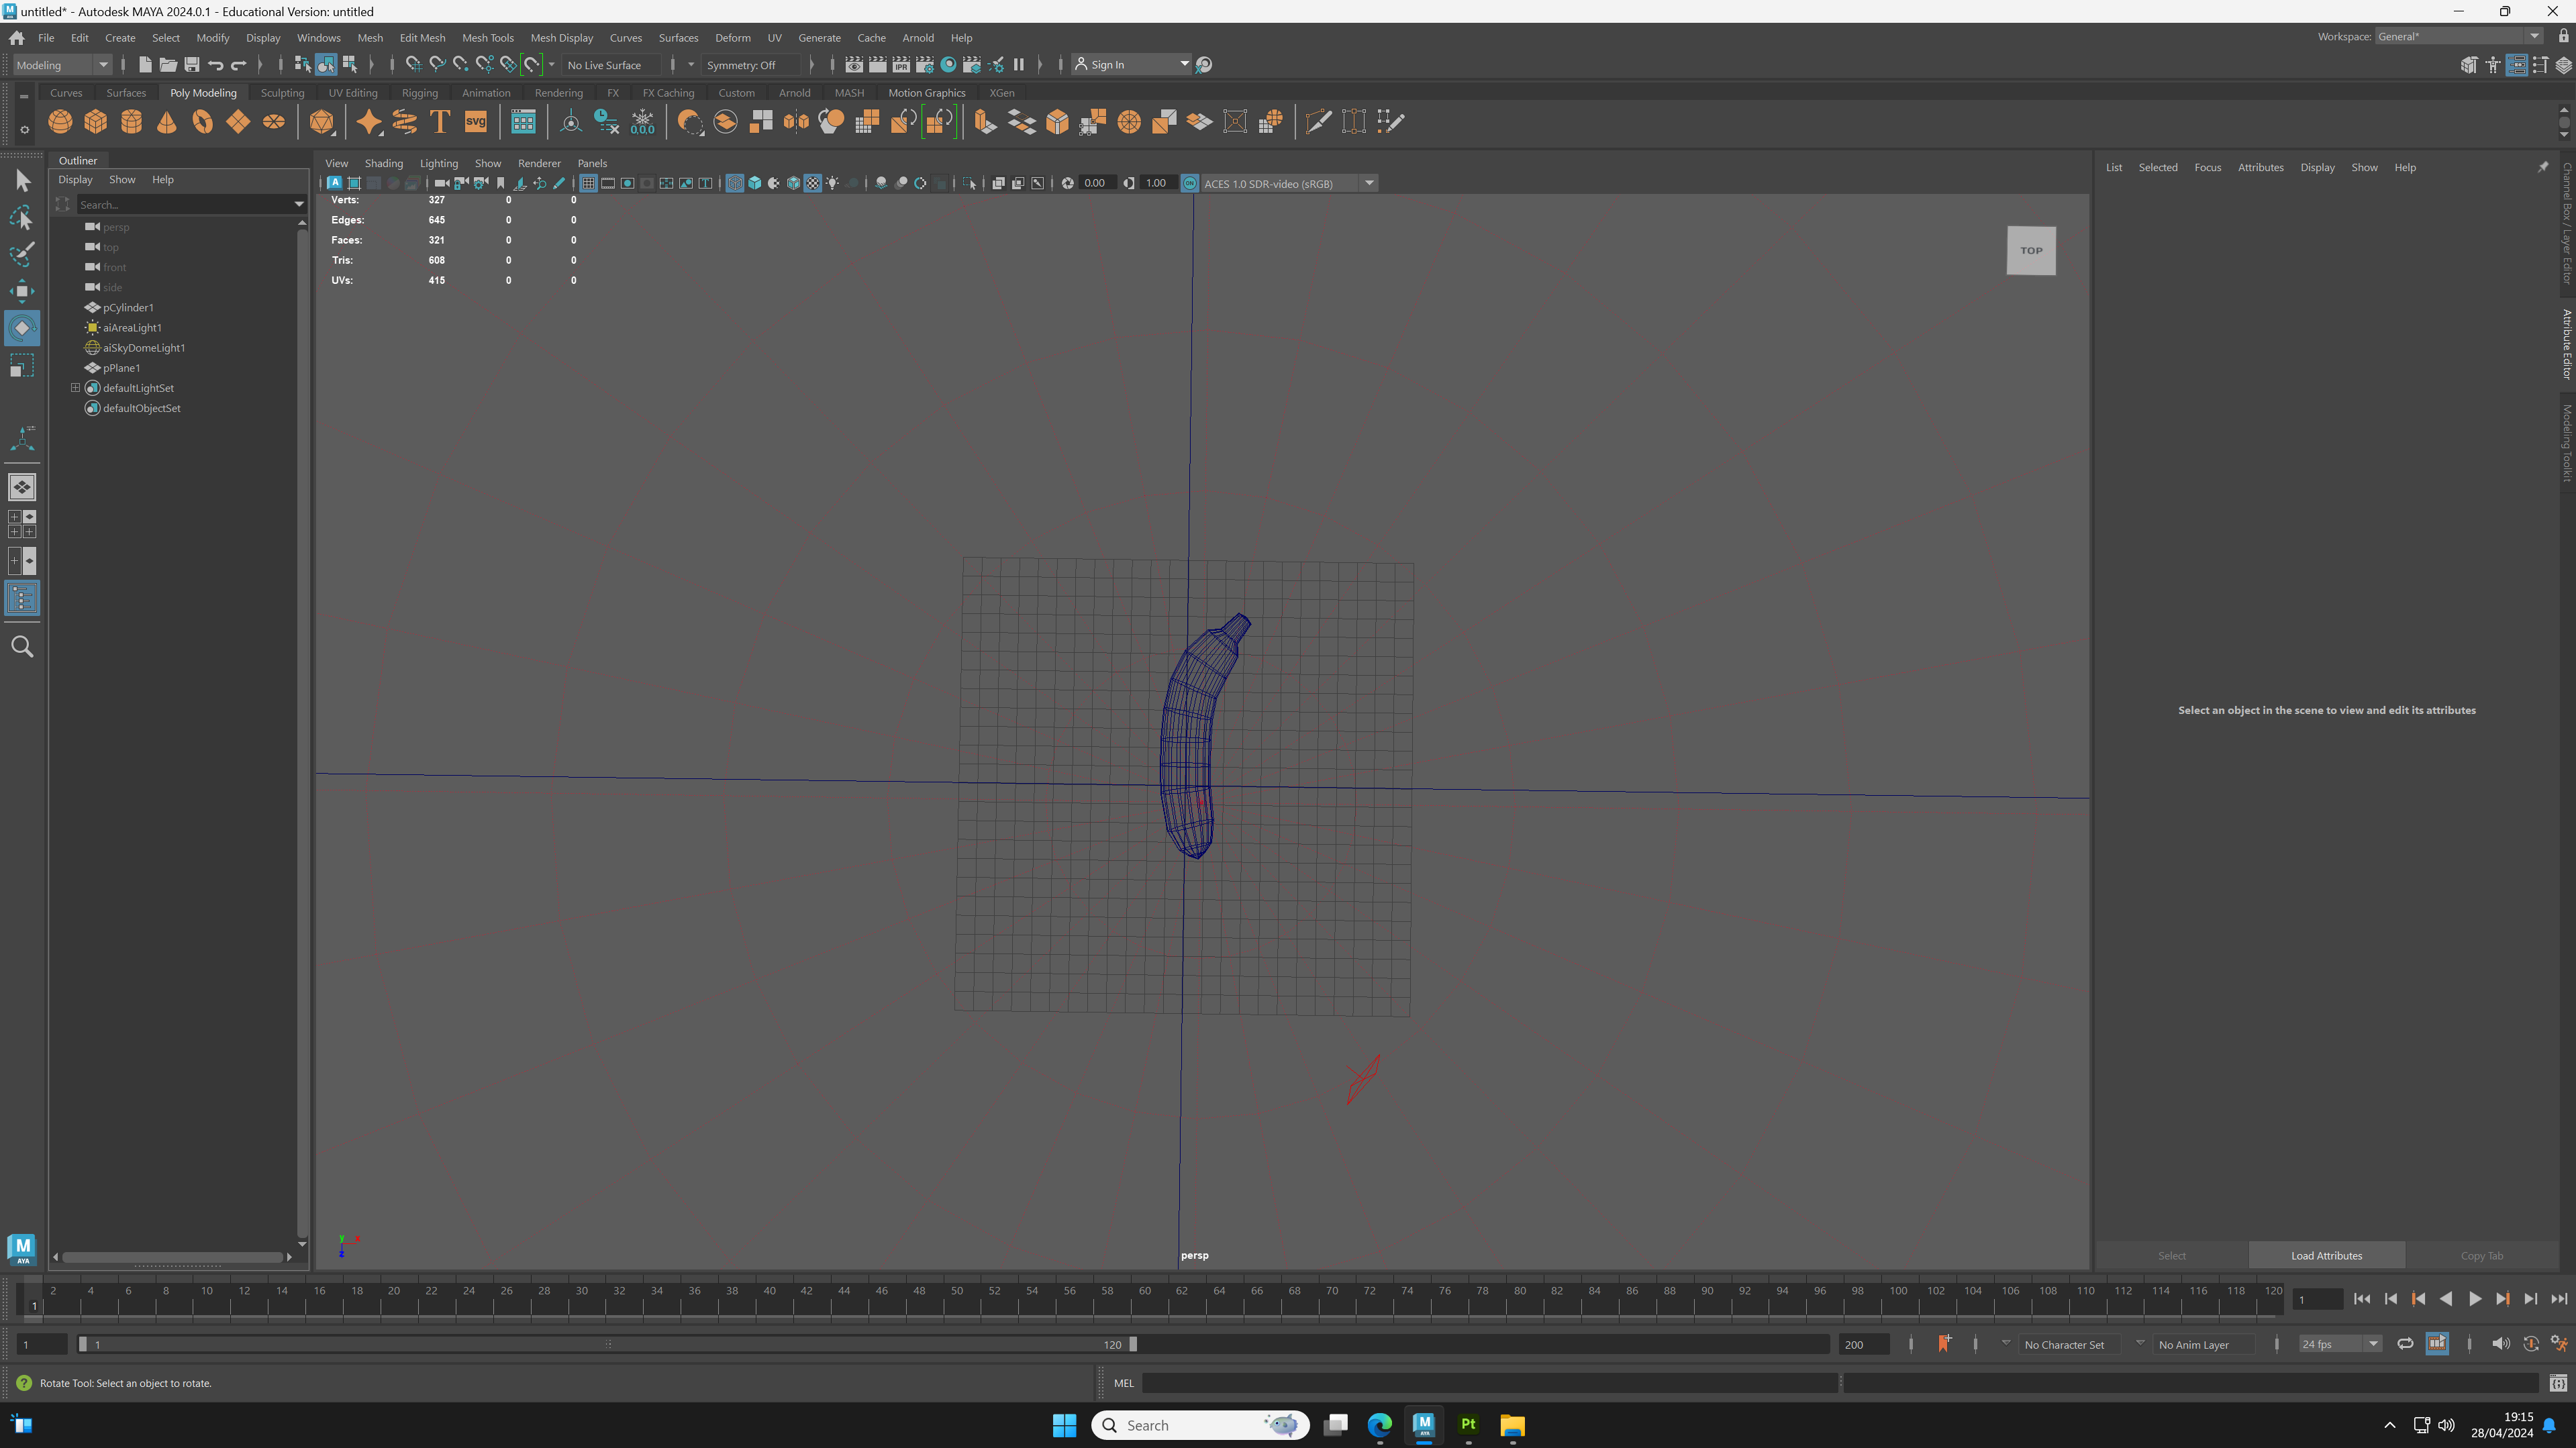 untitled* - Autodesk MAYA 2024.0.1 - Educational Version: untitled
File Edit Create Select Modify Display Windows Mesh Edit Mesh Mesh Tools Mesh Display Curves Surfaces Deform UV Generate Cache Arnold Help
Workspace: General*
Modeling
No Live Surface
Symmetry: Off
IPR
Sign In
Curves Surfaces Poly Modeling Sculpting UV Editing Rigging Animation Rendering FX FX Caching Custom Arnold MASH Motion Graphics XGen
T
SVG
0,0,0
Outliner
Display Show Help
Search...
persp
top
front
side
pCylinder1
aiAreaLight1
aiSkyDomeLight1
pPlane1
defaultLightSet
defaultObjectSet
View Shading Lighting Show Renderer Panels
0.00
1.00
ON
ACES 1.0 SDR-video (sRGB)
Verts: 327 0 0
Edges: 645 0 0
Faces: 321 0 0
Tris: 608 0 0
UVs: 415 0 0
TOP
y x
z
persp
List Selected Focus Attributes Display Show Help
Select an object in the scene to view and edit its attributes
Select
Load Attributes
Copy Tab
Channel Box / Layer Editor
Attribute Editor
Modeling Toolkit
M
AYA
2 4 6 8 10 12 14 16 18 20 22 24 26 28 30 32 34 36 38 40 42 44 46 48 50 52 54 56 58 60 62 64 66 68 70 72 74 76 78 80 82 84 86 88 90 92 94 96 98 100 102 104 106 108 110 112 114 116 118 120
1
1
1
1
120
200
No Character Set
No Anim Layer
24 fps
Rotate Tool: Select an object to rotate.
MEL
Search
M
AYA
Pt
19:15
28/04/2024